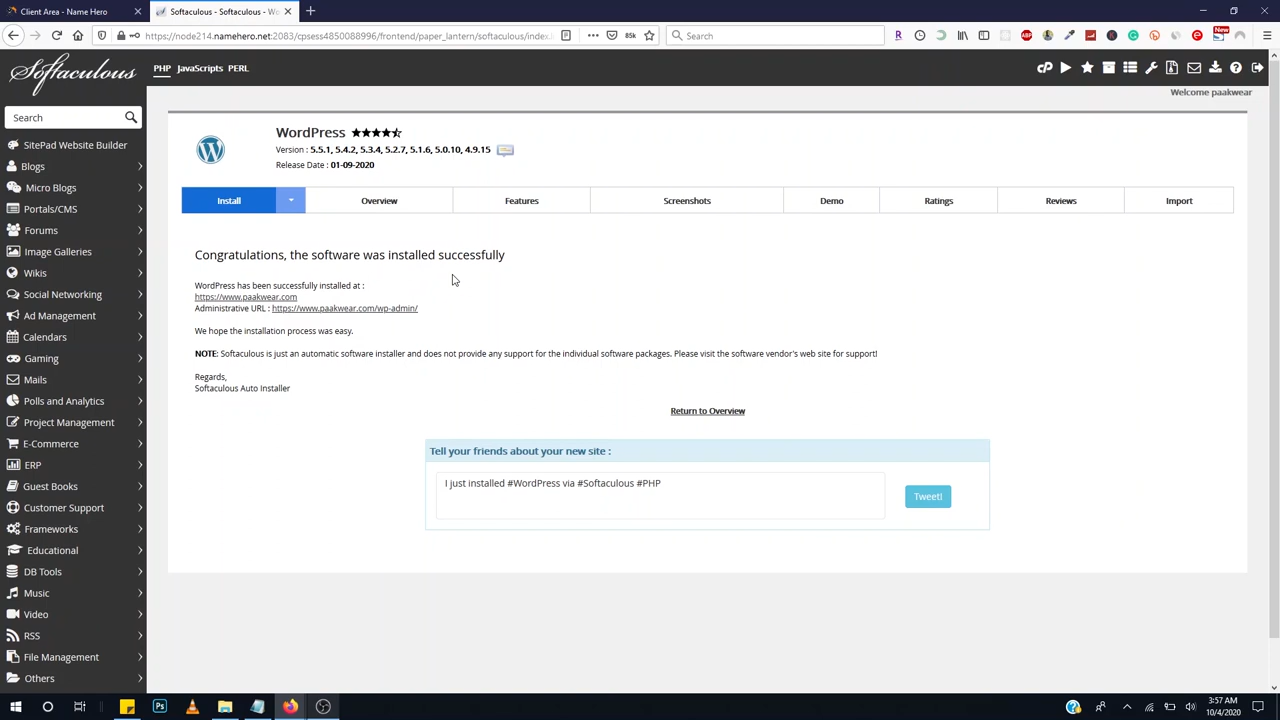 Client Area - Name Hero
Softaculous - Softaculous - Wo
https://node214.namehero.net:2083/cpsess4850088996/frontend/paper_lantern/softaculous/index.l
85k
Search
New
Softaculous
PHP JavaScripts PERL
Welcome paakwear
Search
SitePad Website Builder
Blogs
Micro Blogs
Portals/CMS
Forums
Image Galleries
Wikis
Social Networking
Ad Management
Calendars
Gaming
Mails
Polls and Analytics
Project Management
E-Commerce
ERP
Guest Books
Customer Support
Frameworks
Educational
DB Tools
Music
Video
RSS
File Management
Others
WordPress
Version : 5.5.1, 5.4.2, 5.3.4, 5.2.7, 5.1.6, 5.0.10, 4.9.15
Release Date : 01-09-2020
Install Overview Features Screenshots Demo Ratings Reviews Import
Congratulations, the software was installed successfully
WordPress has been successfully installed at :
https://www.paakwear.com
Administrative URL : https://www.paakwear.com/wp-admin/
We hope the installation process was easy.
NOTE: Softaculous is just an automatic software installer and does not provide any support for the individual software packages. Please visit the software vendor's web site for support!
Regards,
Softaculous Auto Installer
Return to Overview
Tell your friends about your new site :
I just installed #WordPress via #Softaculous #PHP
Tweet!
3:57 AM
10/4/2020